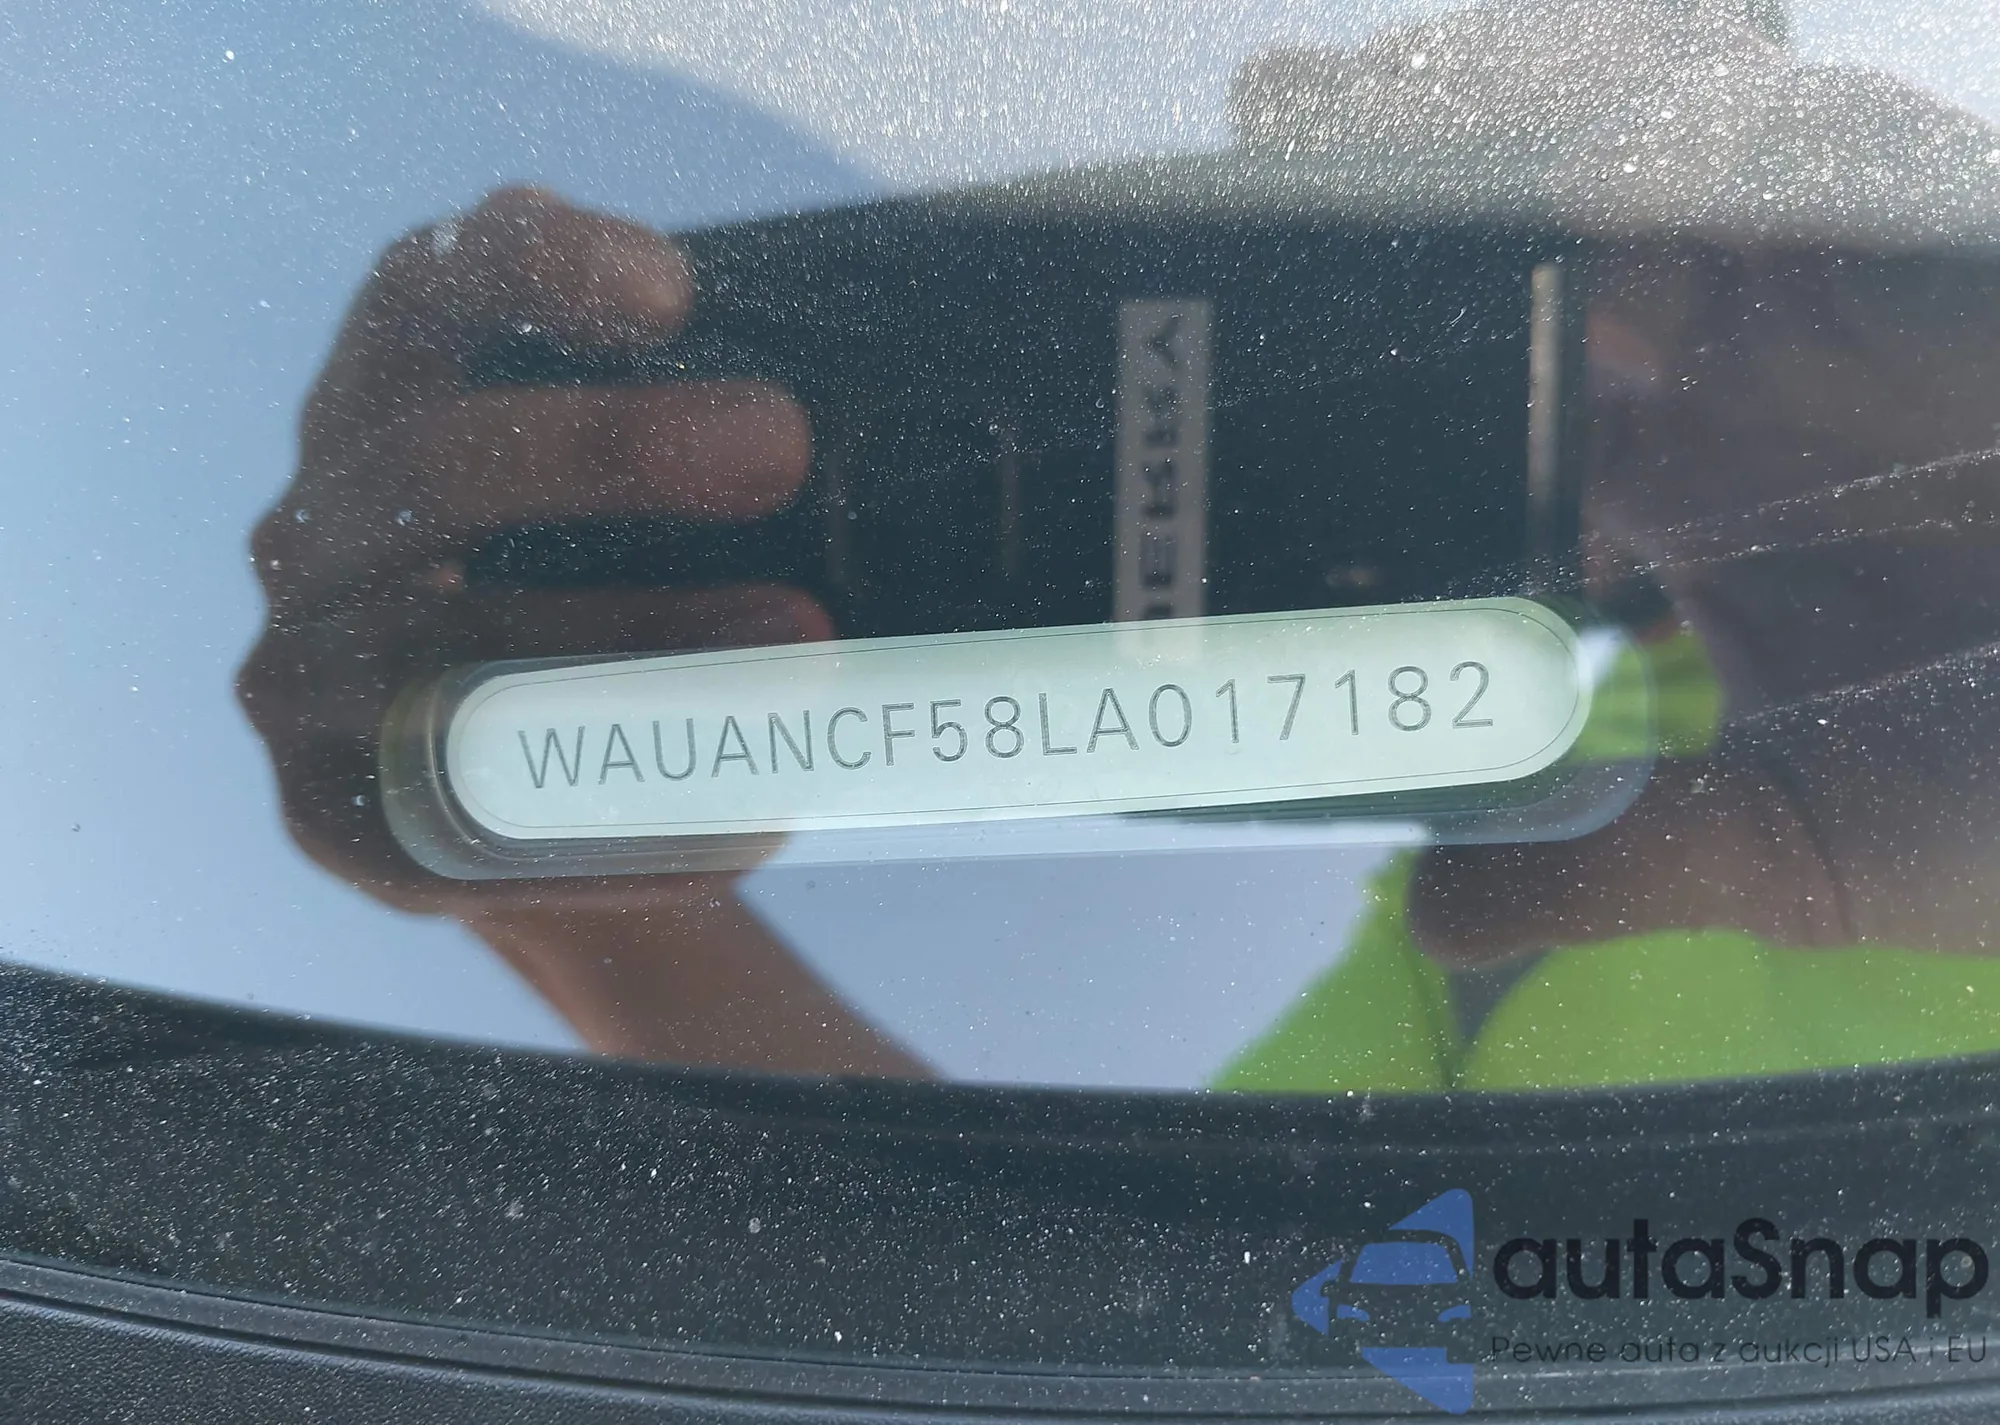 WAUANCF58LA017182
autaSnap
Pewne auta z aukcji USA i EU